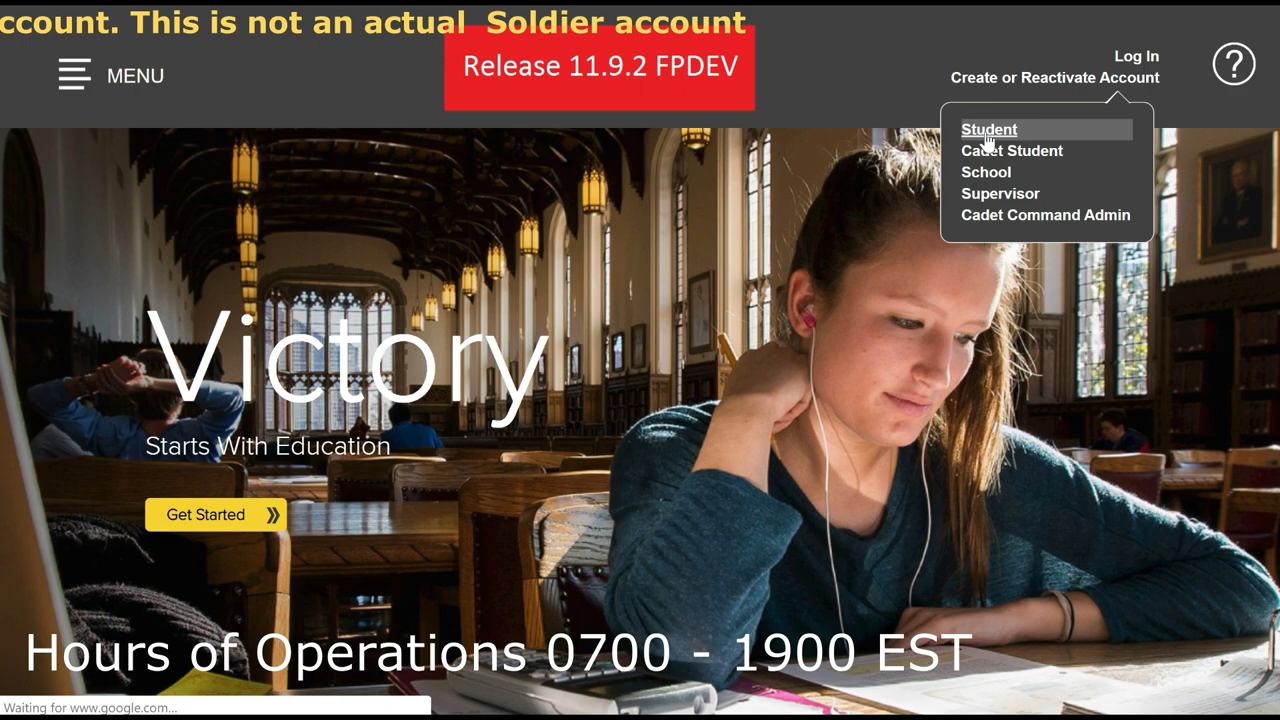 ccount. This is not an actual  Soldier account
MENU
Release 11.9.2 FPDEV
Log In
Create or Reactivate Account
?
Student
Cadet Student
School
Supervisor
Cadet Command Admin
Victory
Starts With Education
Get Started
Hours of Operations 0700 - 1900 EST
Waiting for www.google.com...